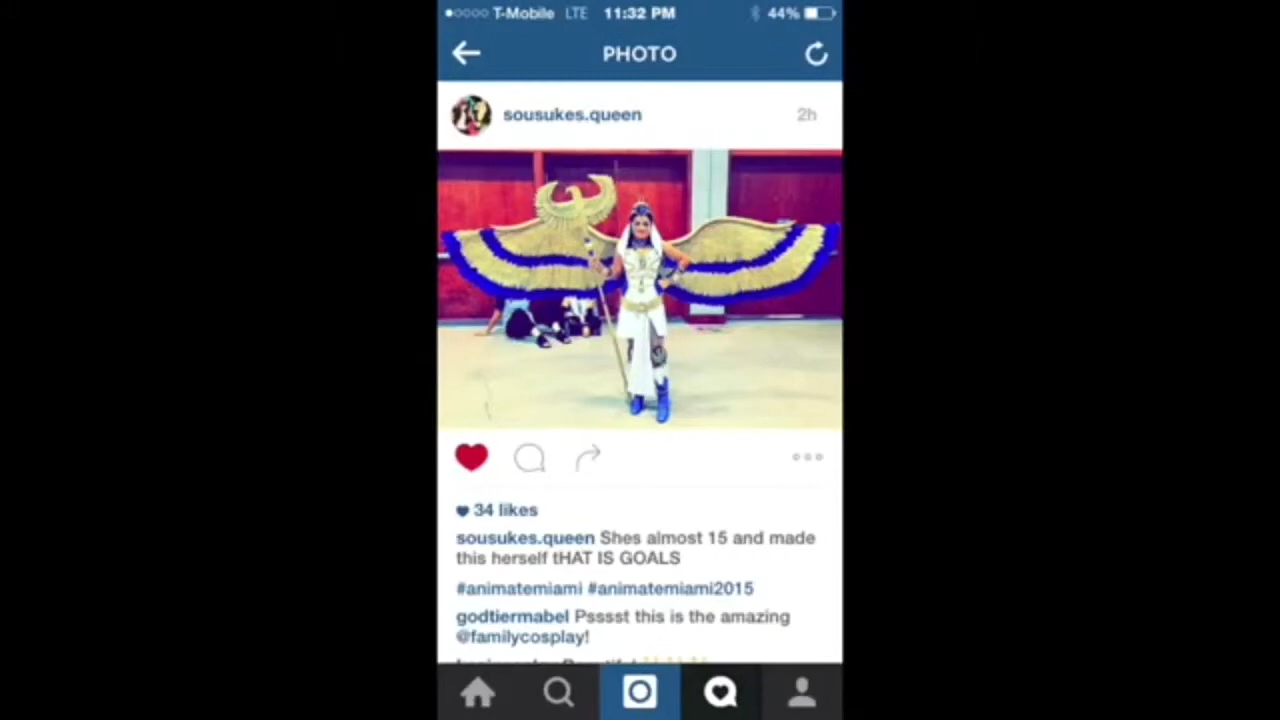 T-Mobile LTE 11:32 PM 44%
PHOTO
sousukes.queen 2h
34 likes
sousukes.queen Shes almost 15 and made
this herself tHAT IS GOALS
#animatemiami #animatemiami2015
godtiermabel Psssst this is the amazing
@familycosplay!